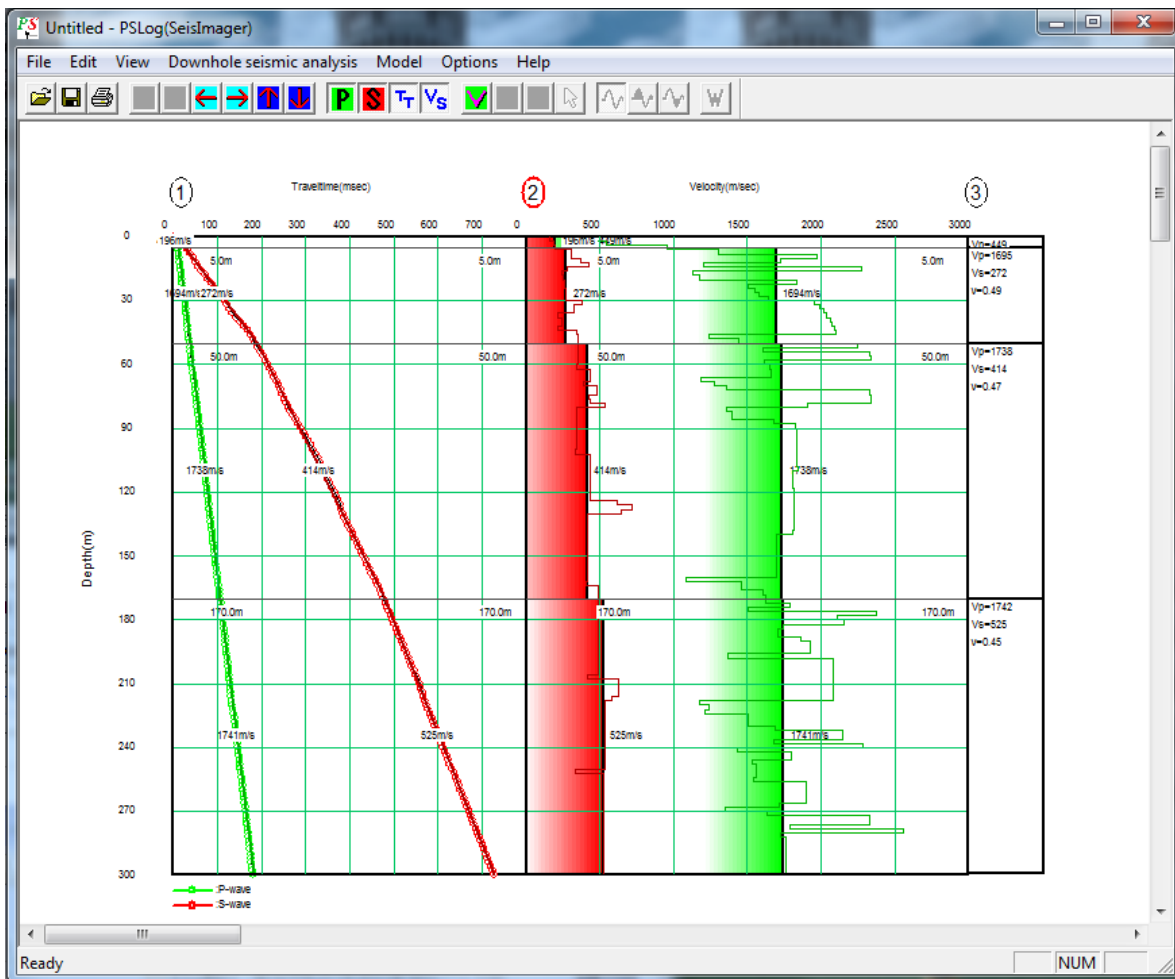 PS Untitled - PSLog(SeisImager)
File Edit View Downhole seismic analysis Model Options Help
P S TT VS W
1 Traveltime(msec) 2 Velocity(m/sec) 3
0 100 200 300 400 500 600 700 0 500 1000 1500 2000 2500 3000
0 196m/s 196m/s 449m/s Vp=449
5.0m 5.0m 5.0m 5.0m Vp=1695
Vs=272
30 1694m/s 272m/s 272m/s 1694m/s v=0.49
50.0m 50.0m 50.0m 50.0m Vp=1738
60 Vs=414
v=0.47
90
1738m/s 414m/s 414m/s 1738m/s
120
150
Depth(m)
170.0m 170.0m 170.0m 170.0m Vp=1742
180 Vs=525
v=0.45
210
240 1741m/s 525m/s 525m/s 1741m/s
270
300
:P-wave
:S-wave
Ready NUM